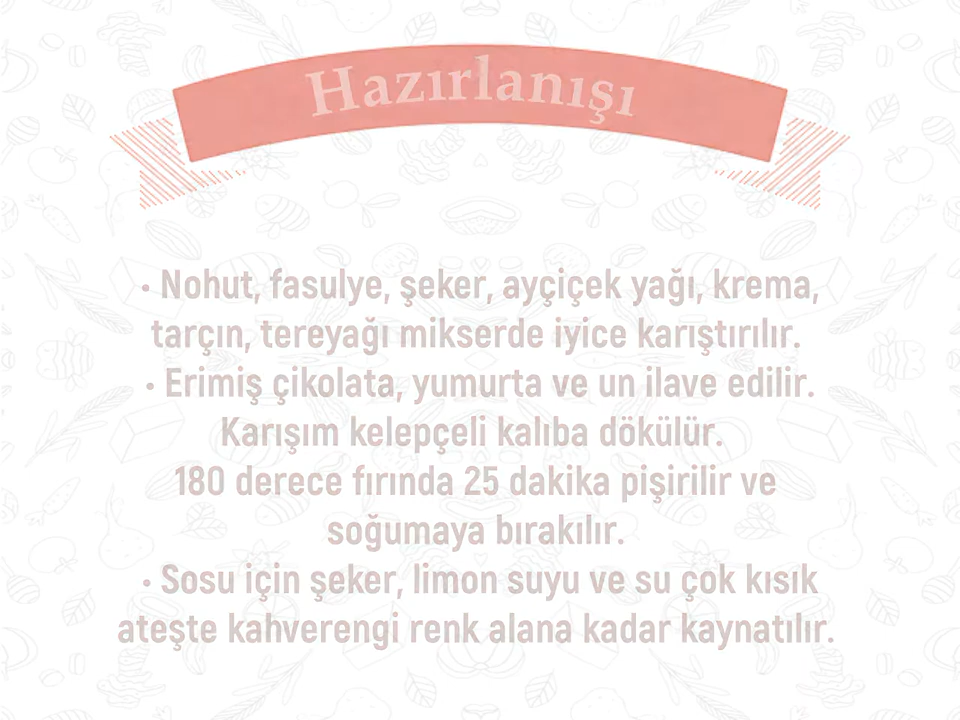 Hazırlanışı
• Nohut, fasulye, şeker, ayçiçek yağı, krema,
tarçın, tereyağı mikserde iyice karıştırılır.
• Erimiş çikolata, yumurta ve un ilave edilir.
Karışım kelepçeli kalıba dökülür.
180 derece fırında 25 dakika pişirilir ve
soğumaya bırakılır.
• Sosu için şeker, limon suyu ve su çok kısık
ateşte kahverengi renk alana kadar kaynatılır.